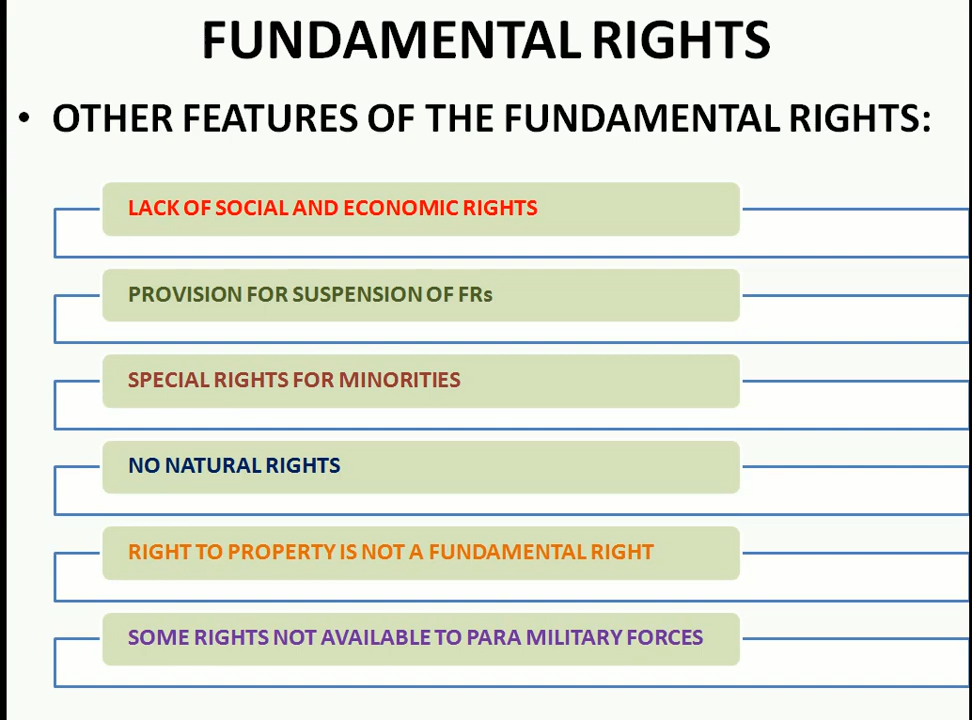 FUNDAMENTAL RIGHTS
• OTHER FEATURES OF THE FUNDAMENTAL RIGHTS:
LACK OF SOCIAL AND ECONOMIC RIGHTS
PROVISION FOR SUSPENSION OF FRs
SPECIAL RIGHTS FOR MINORITIES
NO NATURAL RIGHTS
RIGHT TO PROPERTY IS NOT A FUNDAMENTAL RIGHT
SOME RIGHTS NOT AVAILABLE TO PARA MILITARY FORCES